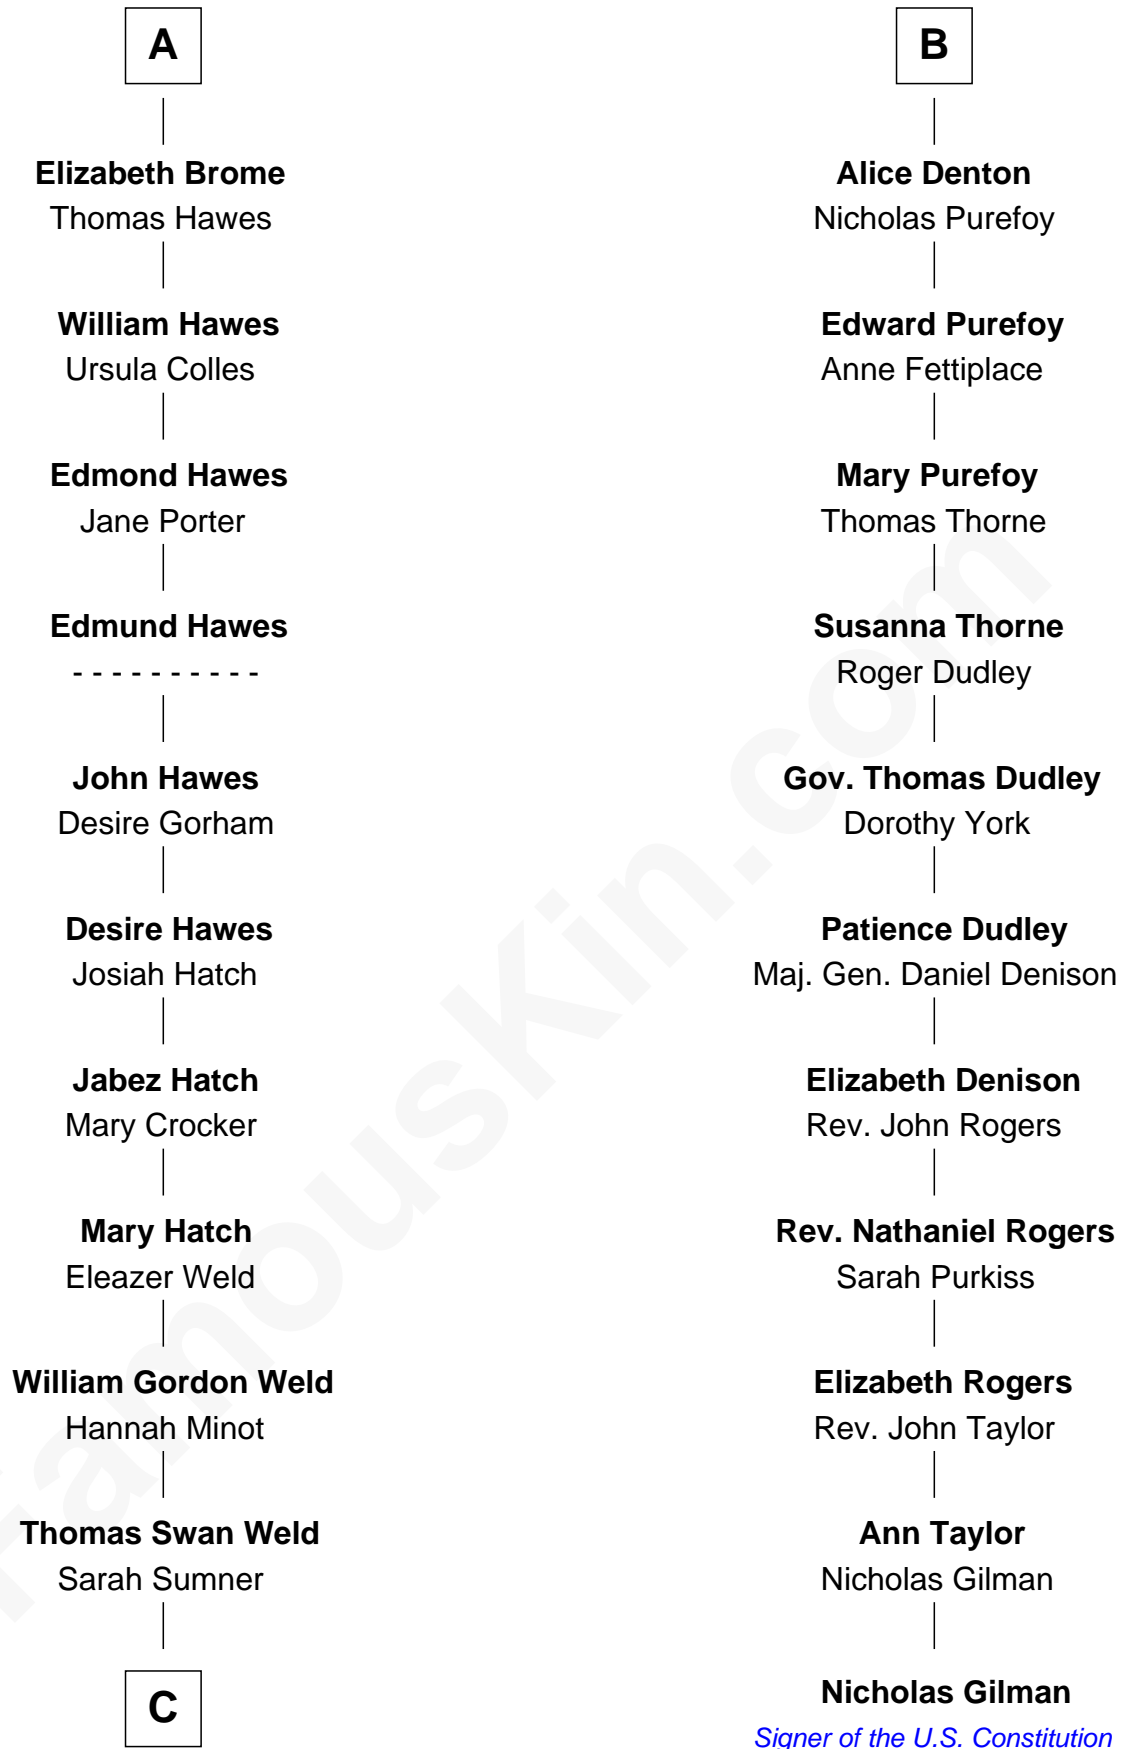 A
Elizabeth Brome
Thomas Hawes
William Hawes
Ursula Colles
Edmond Hawes
Jane Porter
Edmund Hawes
- - - - - - - - - -
John Hawes
Desire Gorham
Desire Hawes
Josiah Hatch
Jabez Hatch
Mary Crocker
Mary Hatch
Eleazer Weld
William Gordon Weld
Hannah Minot
Thomas Swan Weld
Sarah Sumner
C
B
Alice Denton
Nicholas Purefoy
Edward Purefoy
Anne Fettiplace
Mary Purefoy
Thomas Thorne
Susanna Thorne
Roger Dudley
Gov. Thomas Dudley
Dorothy York
Patience Dudley
Maj. Gen. Daniel Denison
Elizabeth Denison
Rev. John Rogers
Rev. Nathaniel Rogers
Sarah Purkiss
Elizabeth Rogers
Rev. John Taylor
Ann Taylor
Nicholas Gilman
Nicholas Gilman
Signer of the U.S. Constitution
FamousKin.com